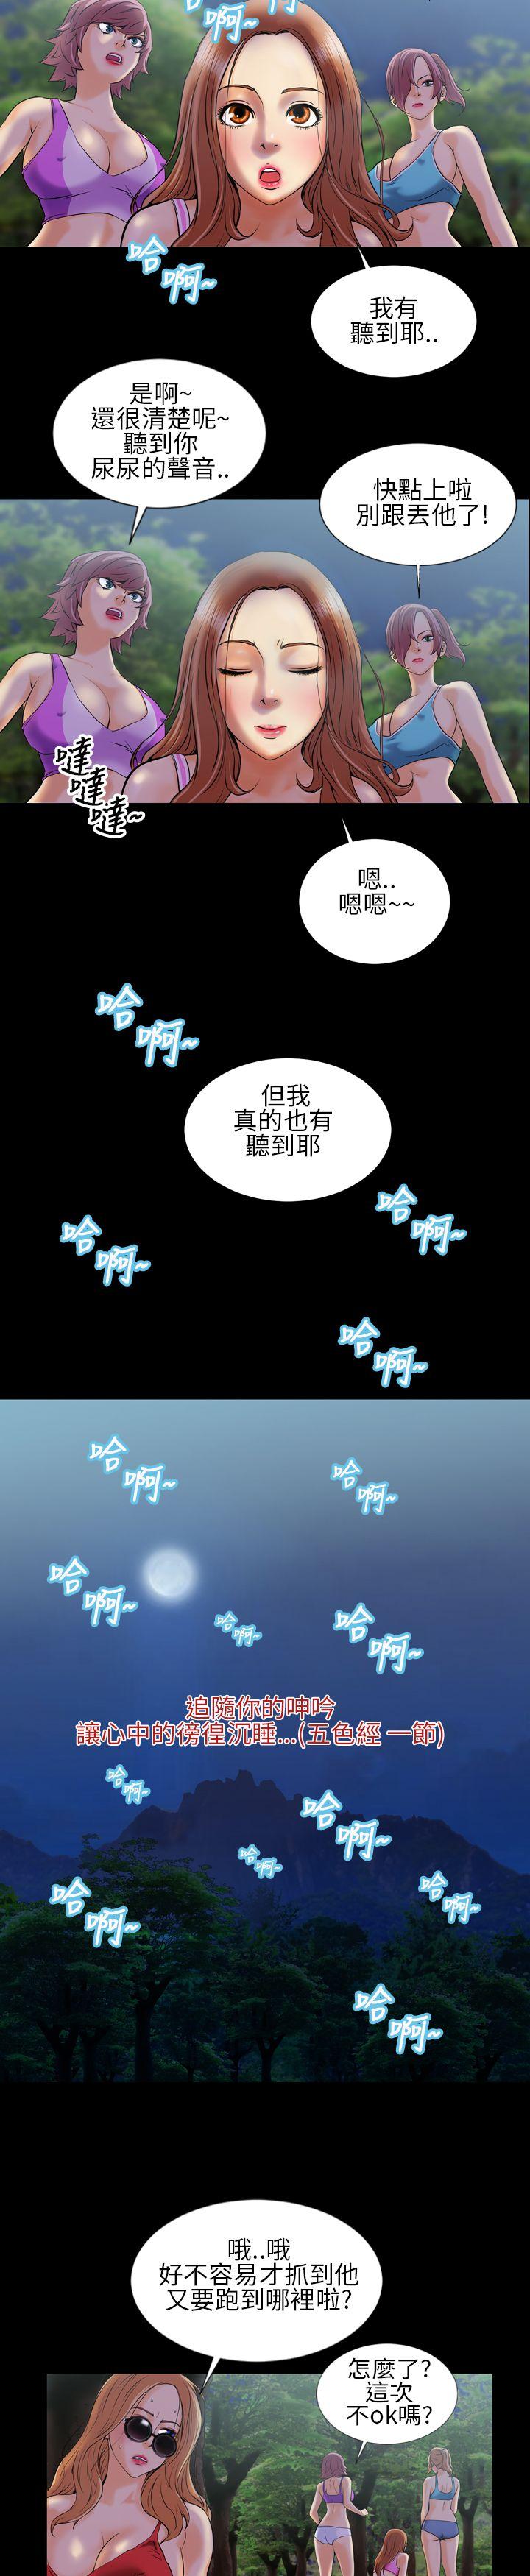 啊~
啊~
哈
啊~
我有
聽到耶..
是啊~
還很清楚呢~
聽到你
尿尿的聲音..
快點上啦
別跟丟他了!
噠
噠
噠~
嗯..
嗯嗯~~
哈
啊~
但我
真的也有
聽到耶
哈
啊~
哈
啊~
哈
啊~
哈
啊~
哈
啊~
哈
啊~
哈
啊~
哈
啊~
追隨你的呻吟
讓心中的徬徨沉睡...(五色經 一節)
哈
啊~
哈
啊~
哈
啊~
哈
啊~
哈
啊~
哈
啊~
哦..哦
好不容易才抓到他
又要跑到哪裡啦?
怎麼了?
這次
不ok嗎?